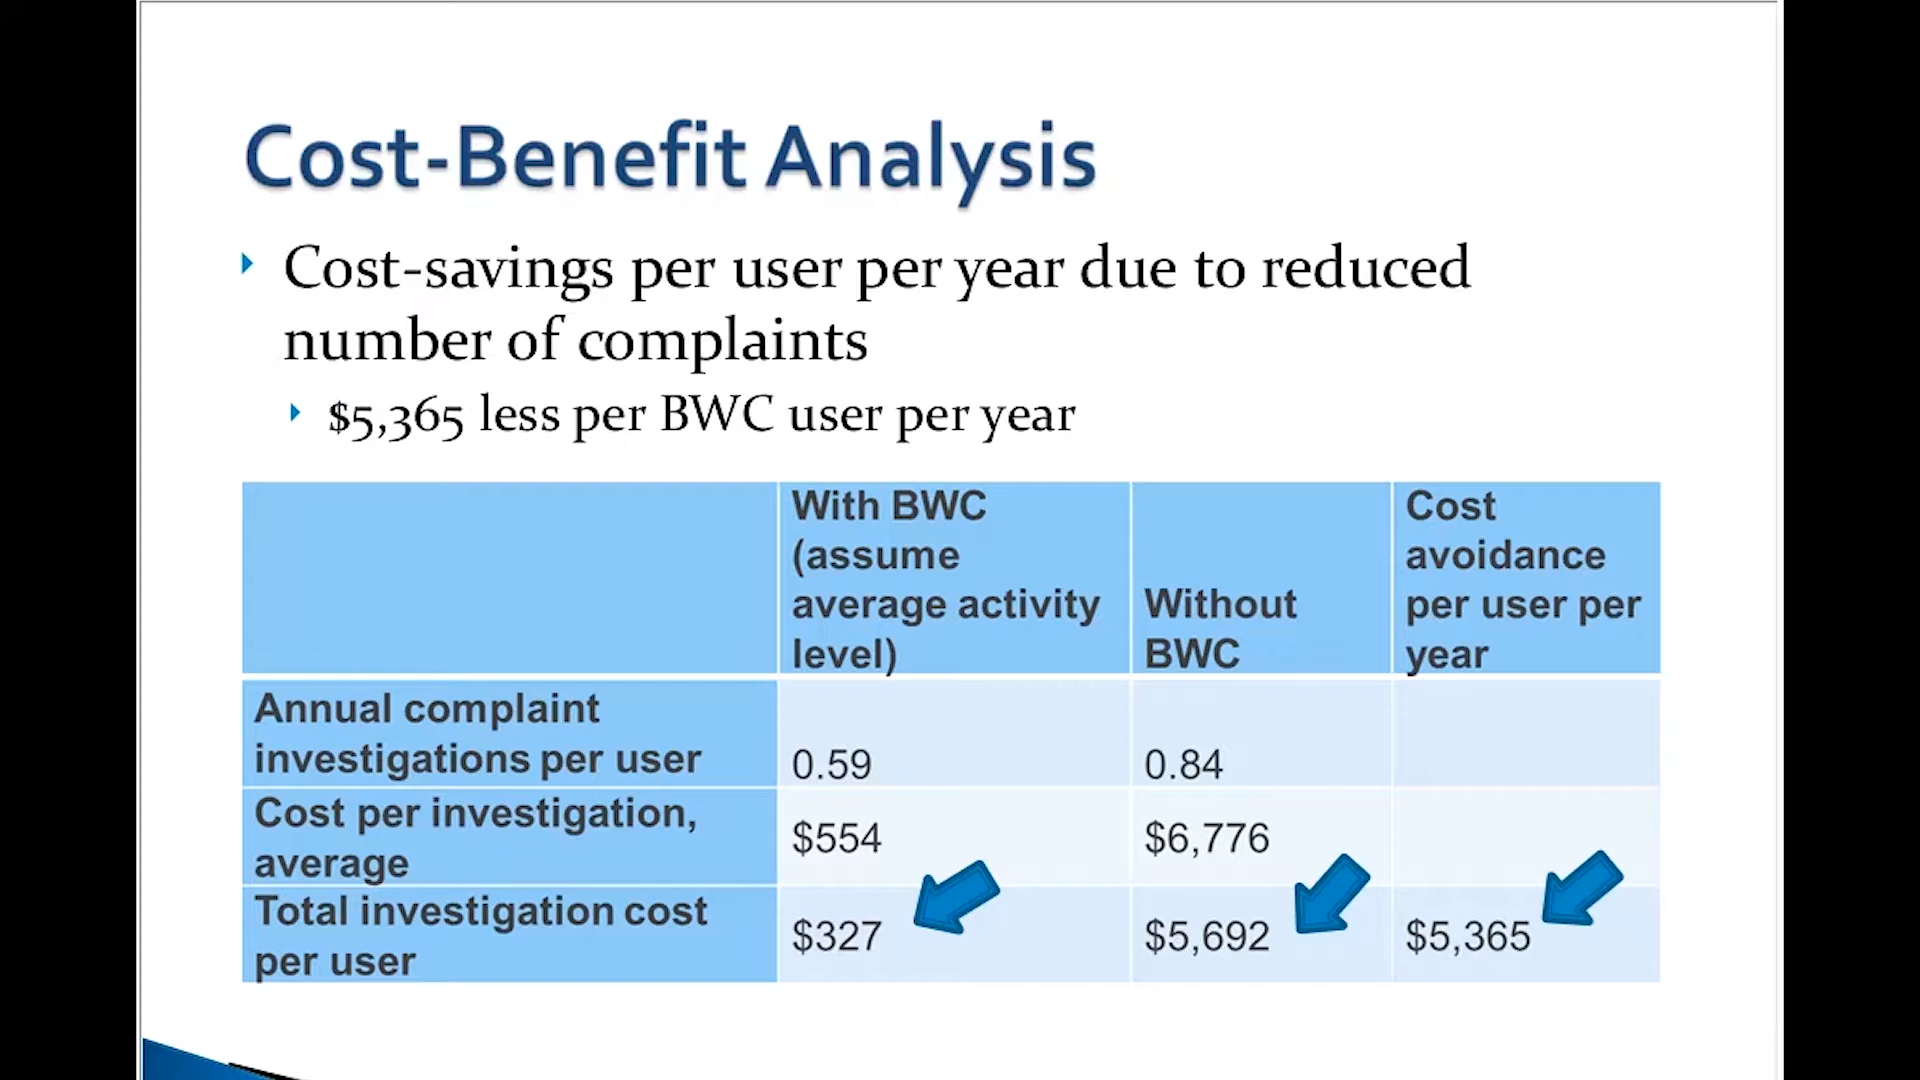 Cost-Benefit Analysis
Cost-savings per user per year due to reduced
number of complaints
$5,365 less per BWC user per year
With BWC
(assume
average activity
level)
Without
BWC
Cost
avoidance
per user per
year
Annual complaint
investigations per user
0.59
0.84
Cost per investigation,
average
$554
$6,776
Total investigation cost
per user
$327
$5,692
$5,365